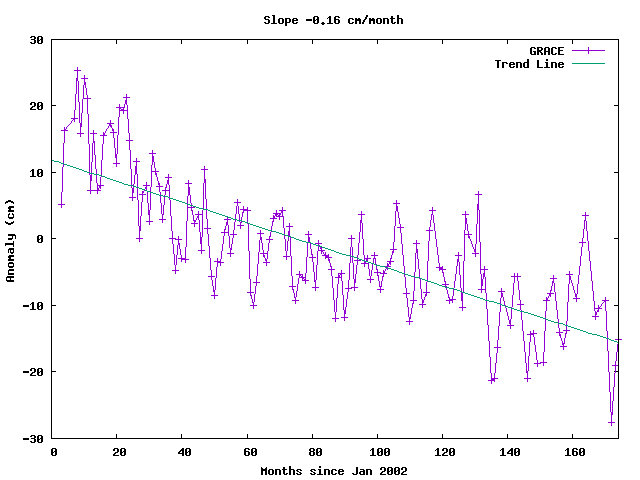 Slope -0.16 cm/month
GRACE
Trend Line
30
20
10
0
-10
-20
-30
Anomaly (cm)
0 20 40 60 80 100 120 140 160
Months since Jan 2002